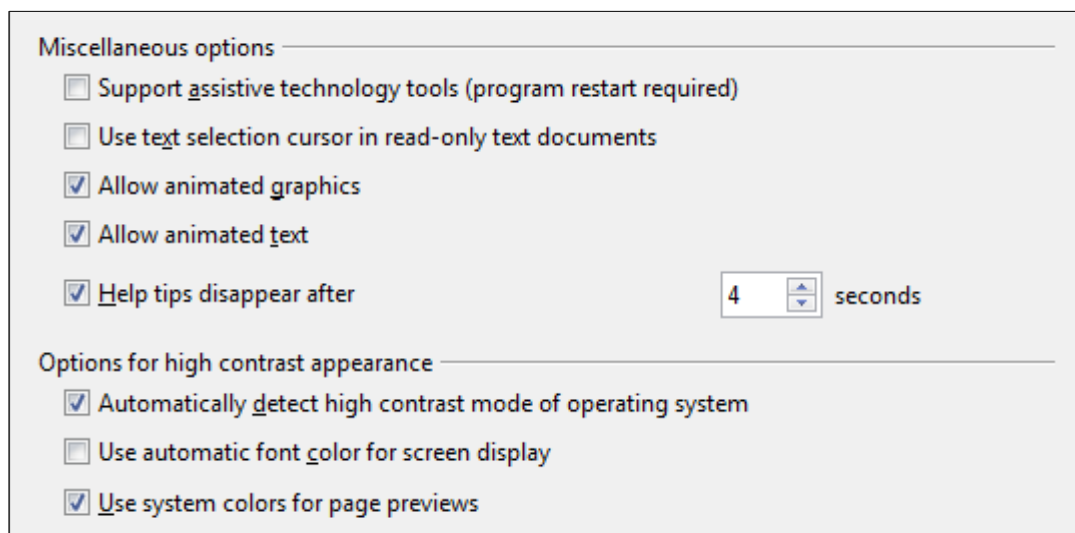 Miscellaneous options
Support assistive technology tools (program restart required)
Use text selection cursor in read-only text documents
Allow animated graphics
Allow animated text
Help tips disappear after 4 seconds
Options for high contrast appearance
Automatically detect high contrast mode of operating system
Use automatic font color for screen display
Use system colors for page previews